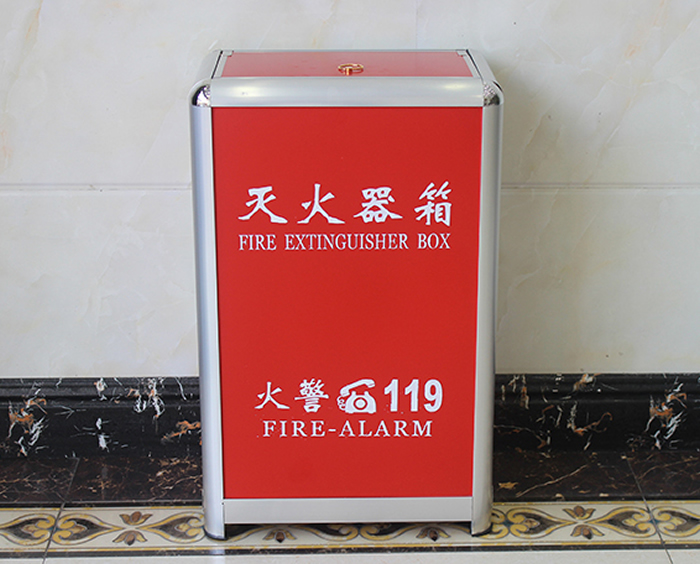 灭火器箱
FIRE EXTINGUISHER BOX
火警☎119
FIRE-ALARM